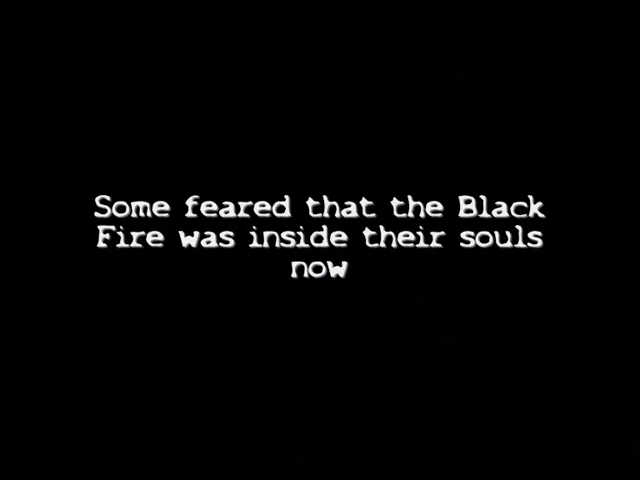 Some feared that the Black
Fire was inside their souls
now